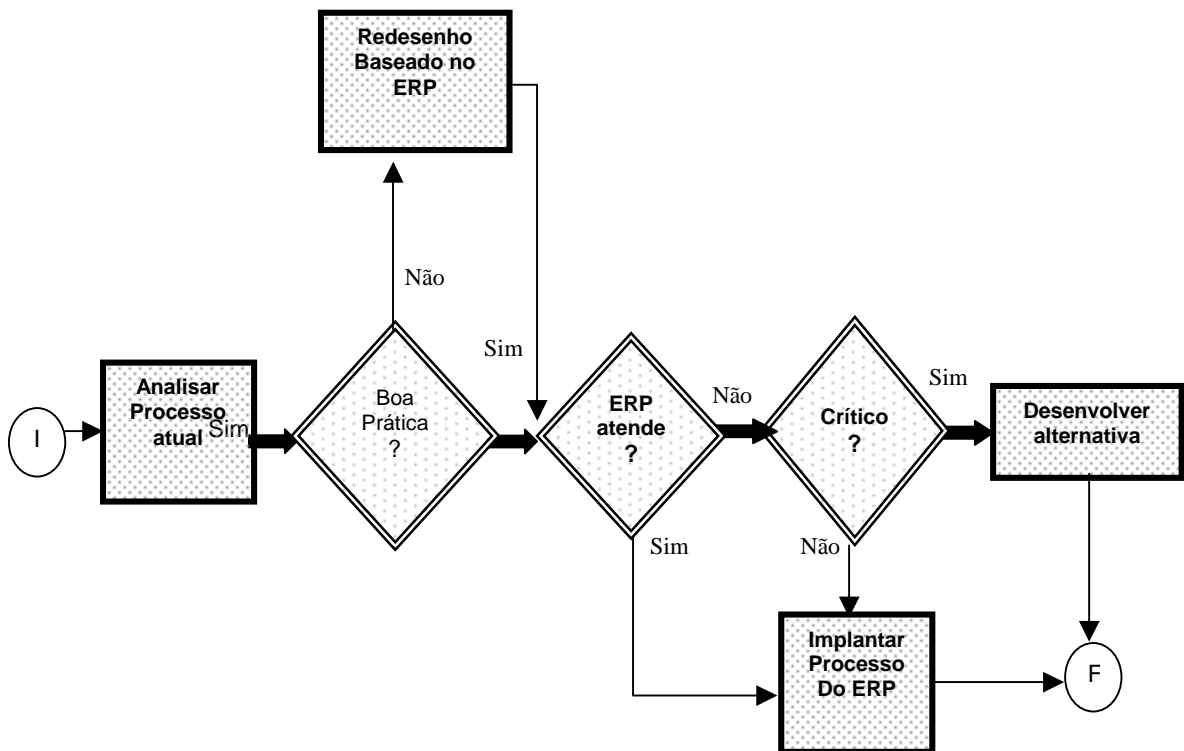 Redesenho
Baseado no
ERP
Não
Sim
I
Analisar
Processo
atual
Sim
Boa
Prática
?
ERP
atende
?
Não
Crítico
?
Sim
Desenvolver
alternativa
Sim
Não
Implantar
Processo
Do ERP
F